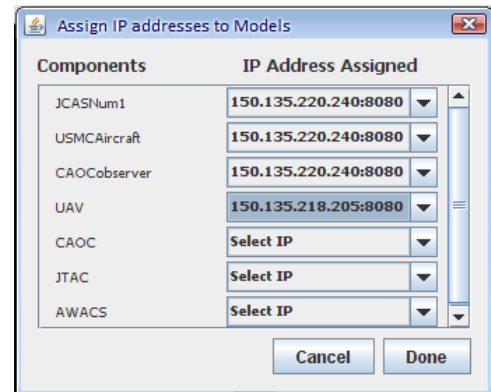 Assign IP addresses to Models
Components IP Address Assigned
JCASNum1 150.135.220.240:8080
USMCAircraft 150.135.220.240:8080
CAOCobserver 150.135.220.240:8080
UAV 150.135.218.205:8080
CAOC Select IP
JTAC Select IP
AWACS Select IP
Cancel Done